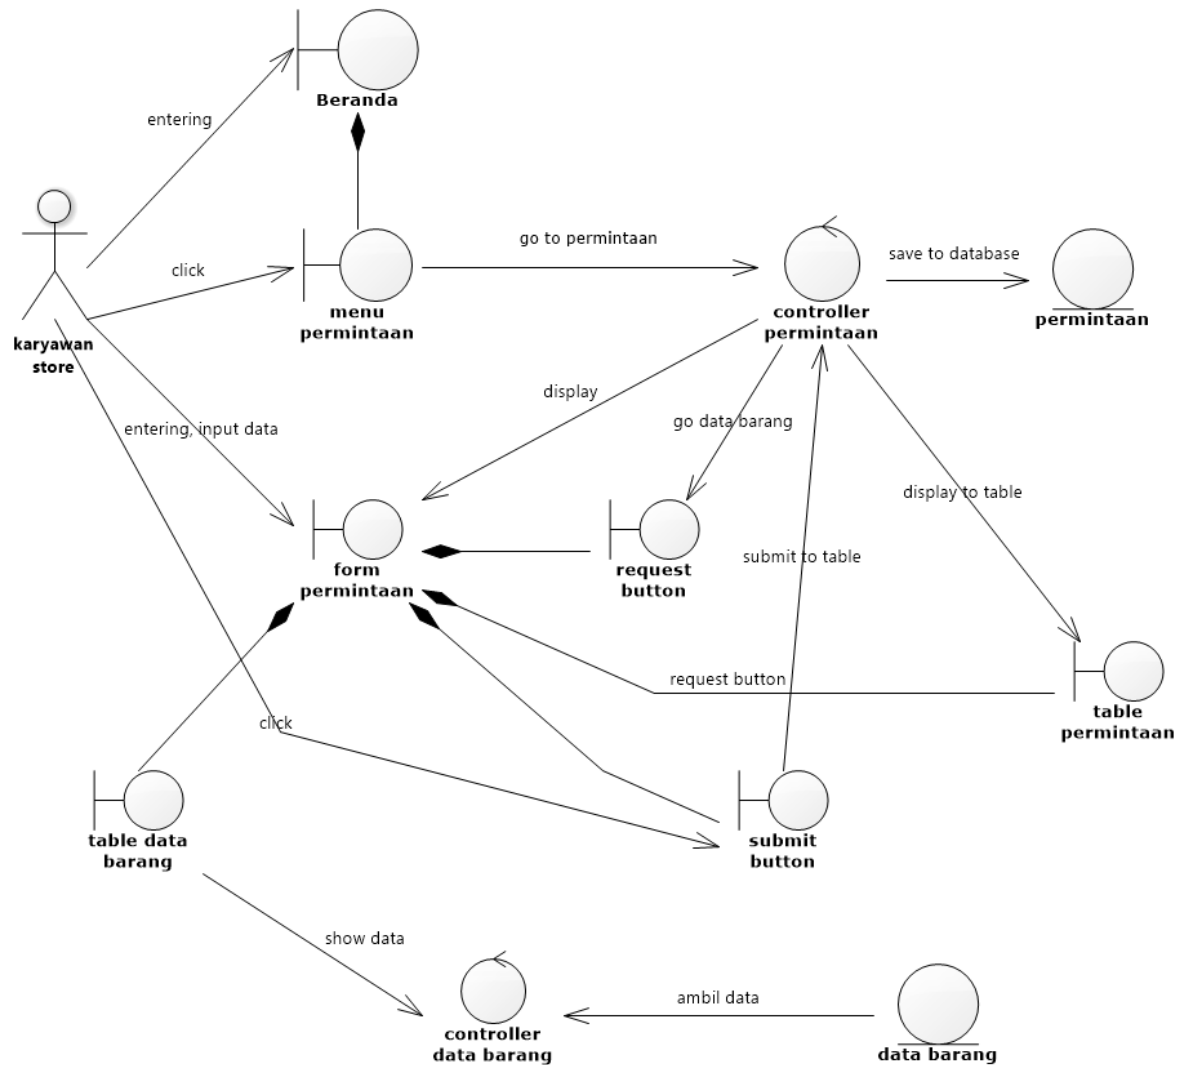 Beranda
entering
go to permintaan
save to database
click
menu
permintaan
controller
permintaan
permintaan
karyawan
store
display
go data barang
entering, input data
display to table
submit to table
form
permintaan
request
button
request button
table
permintaan
click
table data
barang
submit
button
show data
ambil data
controller
data barang
data barang